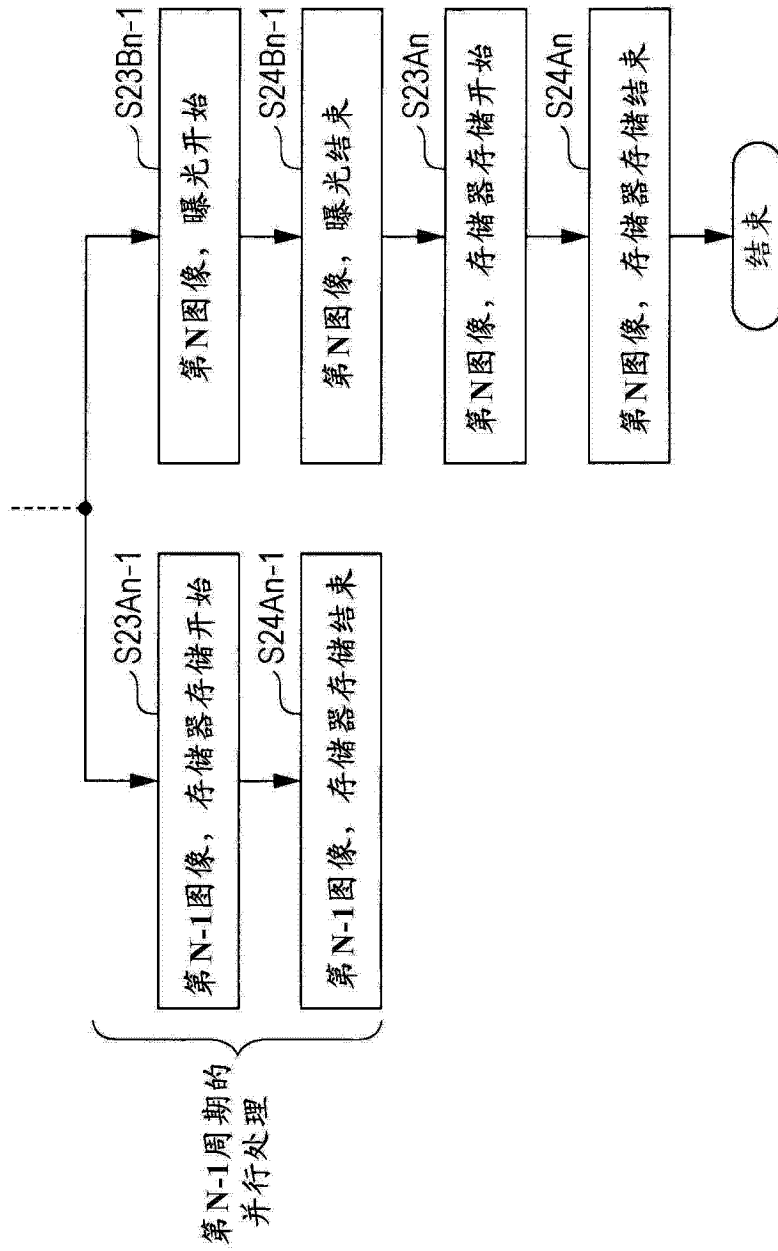 第N-1周期的
并行处理
S23An-1
第N-1图像，存储器存储开始
S24An-1
第N-1图像，存储器存储结束
S23Bn-1
第N图像，曝光开始
S24Bn-1
第N图像，曝光结束
S23An
第N图像，存储器存储开始
S24An
第N图像，存储器存储结束
结束